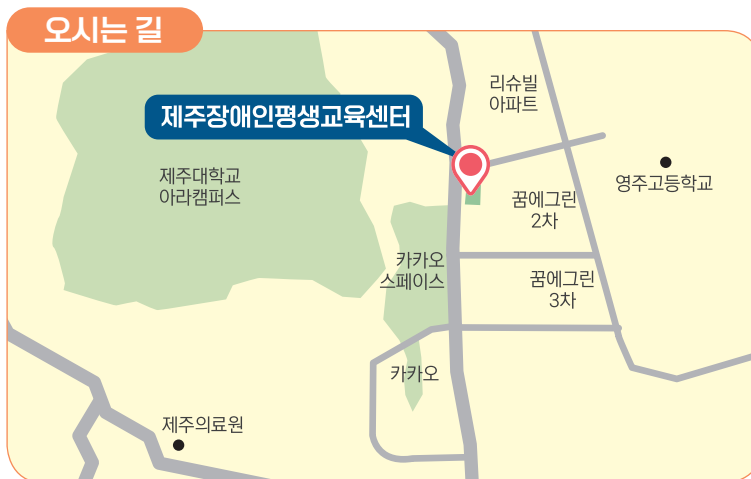 오시는 길
리슈빌
아파트
제주장애인평생교육센터
제주대학교
아라캠퍼스
영주고등학교
꿈에그린
2차
카카오
스페이스
꿈에그린
3차
카카오
제주의료원